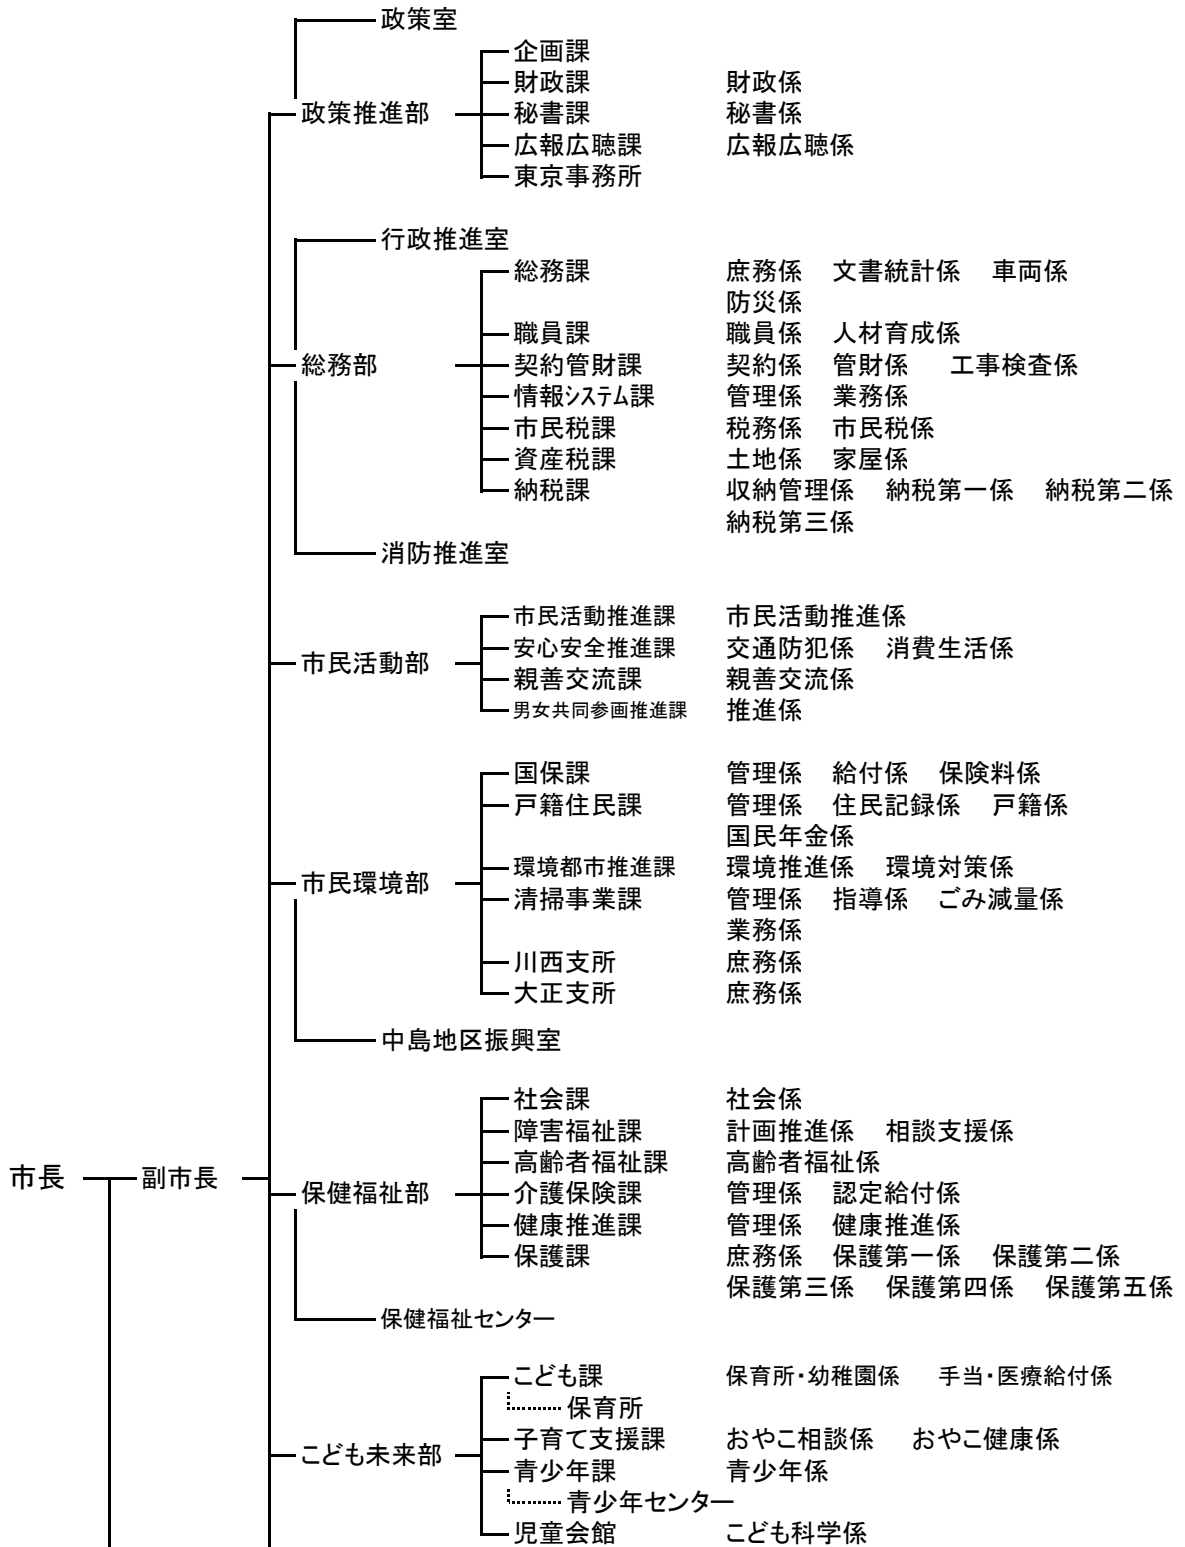 政策室
企画課
財政課 財政係
政策推進部 秘書課 秘書係
広報広聴課 広報広聴係
東京事務所
行政推進室
総務課 庶務係 文書統計係 車両係
防災係
職員課 職員係 人材育成係
総務部 契約管財課 契約係 管財係 工事検査係
情報ｼｽﾃﾑ課 管理係 業務係
市民税課 税務係 市民税係
資産税課 土地係 家屋係
納税課 収納管理係 納税第一係 納税第二係
納税第三係
消防推進室
市民活動推進課 市民活動推進係
安心安全推進課 交通防犯係 消費生活係
市民活動部
親善交流課 親善交流係
男女共同参画推進課 推進係
国保課 管理係 給付係 保険料係
戸籍住民課 管理係 住民記録係 戸籍係
国民年金係
環境都市推進課 環境推進係 環境対策係
市民環境部
清掃事業課 管理係 指導係 ごみ減量係
業務係
川西支所 庶務係
大正支所 庶務係
中島地区振興室
社会課 社会係
障害福祉課 計画推進係 相談支援係
高齢者福祉課 高齢者福祉係
市長 副市長
保健福祉部 介護保険課 管理係 認定給付係
健康推進課 管理係 健康推進係
保護課 庶務係 保護第一係 保護第二係
保護第三係 保護第四係 保護第五係
保健福祉センター
こども課 保育所・幼稚園係 手当・医療給付係
保育所
子育て支援課 おやこ相談係 おやこ健康係
こども未来部
青少年課 青少年係
青少年センター
児童会館 こども科学係